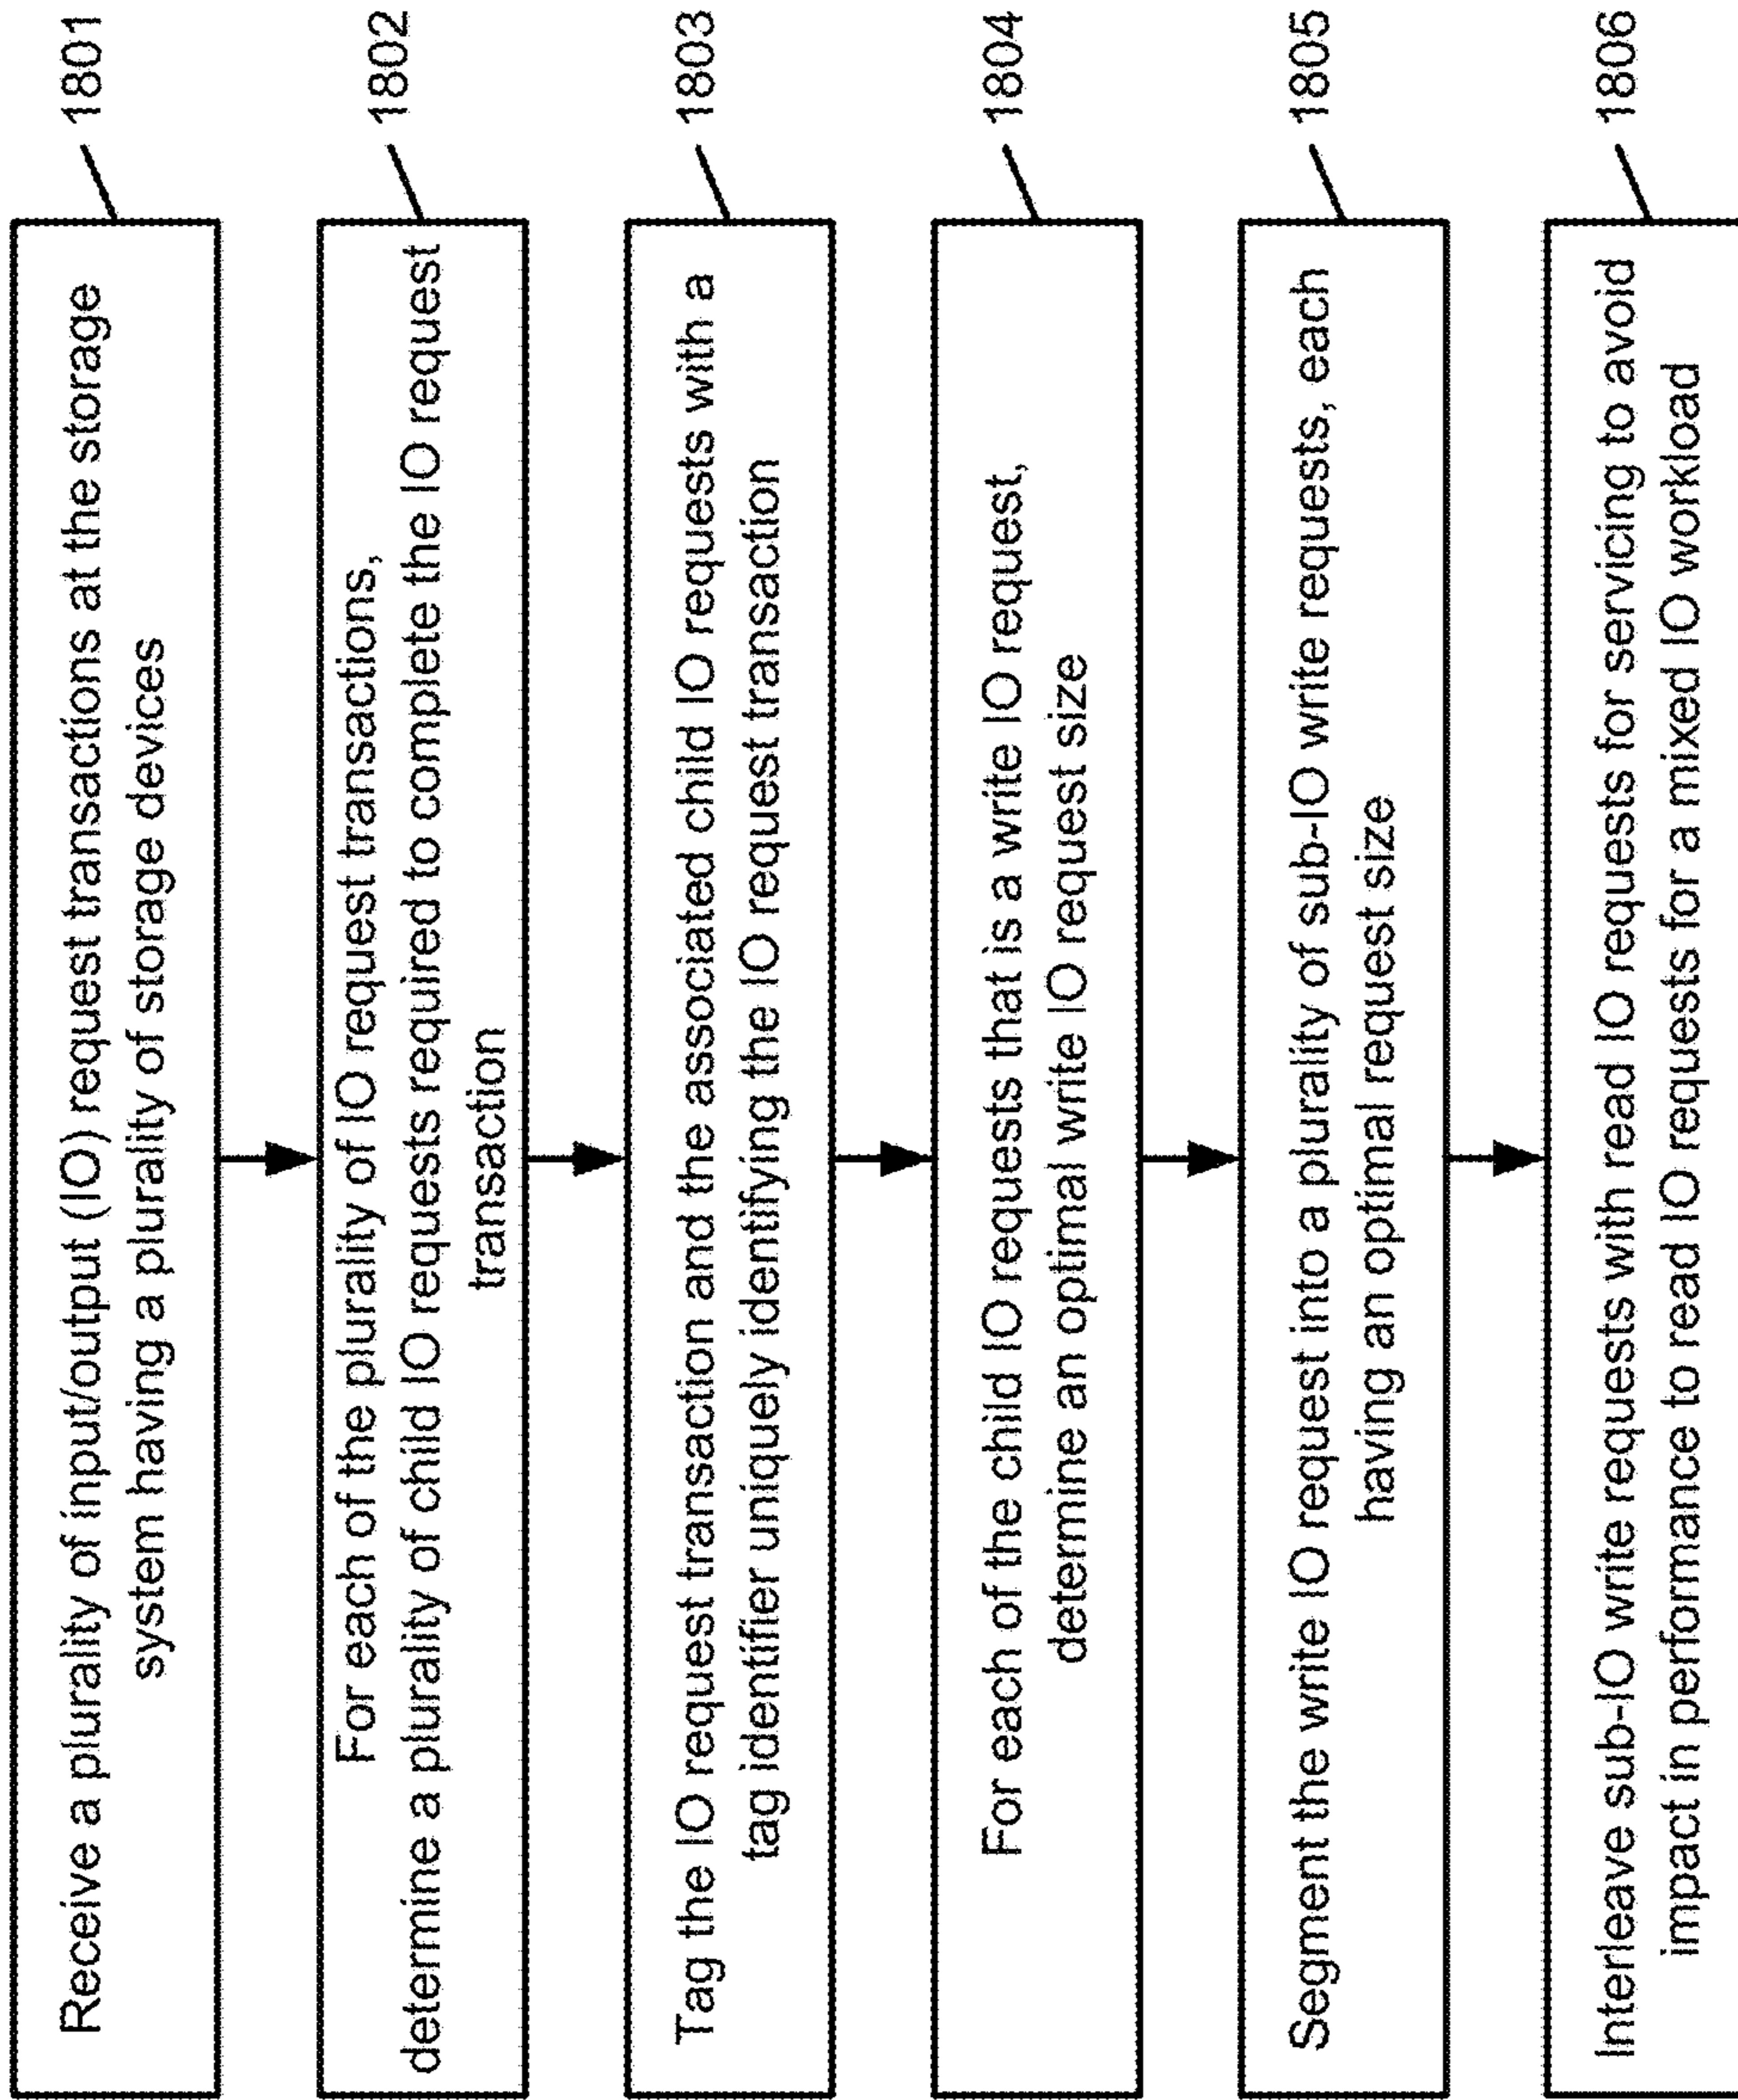 Receive a plurality of input/output (IO) request transactions at the storage
system having a plurality of storage devices
1801
For each of the plurality of IO request transactions,
determine a plurality of child IO requests required to complete the IO request
transaction
1802
Tag the IO request transaction and the associated child IO requests with a
tag identifier uniquely identifying the IO request transaction
1803
For each of the child IO requests that is a write IO request,
determine an optimal write IO request size
1804
Segment the write IO request into a plurality of sub-IO write requests, each
having an optimal request size
1805
Interleave sub-IO write requests with read IO requests for servicing to avoid
impact in performance to read IO requests for a mixed IO workload
1806